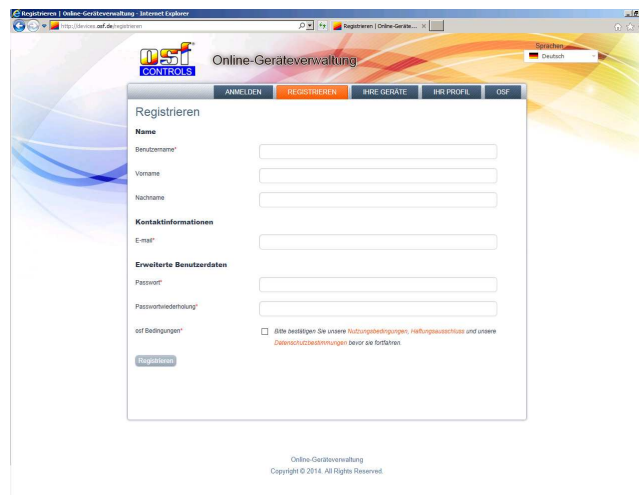 Registrieren | Online-Geräteverwaltung - Internet Explorer
http://devices.osf.de/registrieren
Registrieren | Online-Geräte...
osf
CONTROLS
Online-Geräteverwaltung
Sprachen
Deutsch
ANMELDEN
REGISTRIEREN
IHRE GERÄTE
IHR PROFIL
OSF
Registrieren
Name
Benutzername*
Vorname
Nachname
Kontaktinformationen
E-mail*
Erweiterte Benutzerdaten
Passwort*
Passwortwiederholung*
osf Bedingungen*
Bitte bestätigen Sie unsere Nutzungsbedingungen, Haftungsausschluss und unsere
Datenschutzbestimmungen bevor sie fortfahren.
Registrieren
Online-Geräteverwaltung
Copyright © 2014. All Rights Reserved.